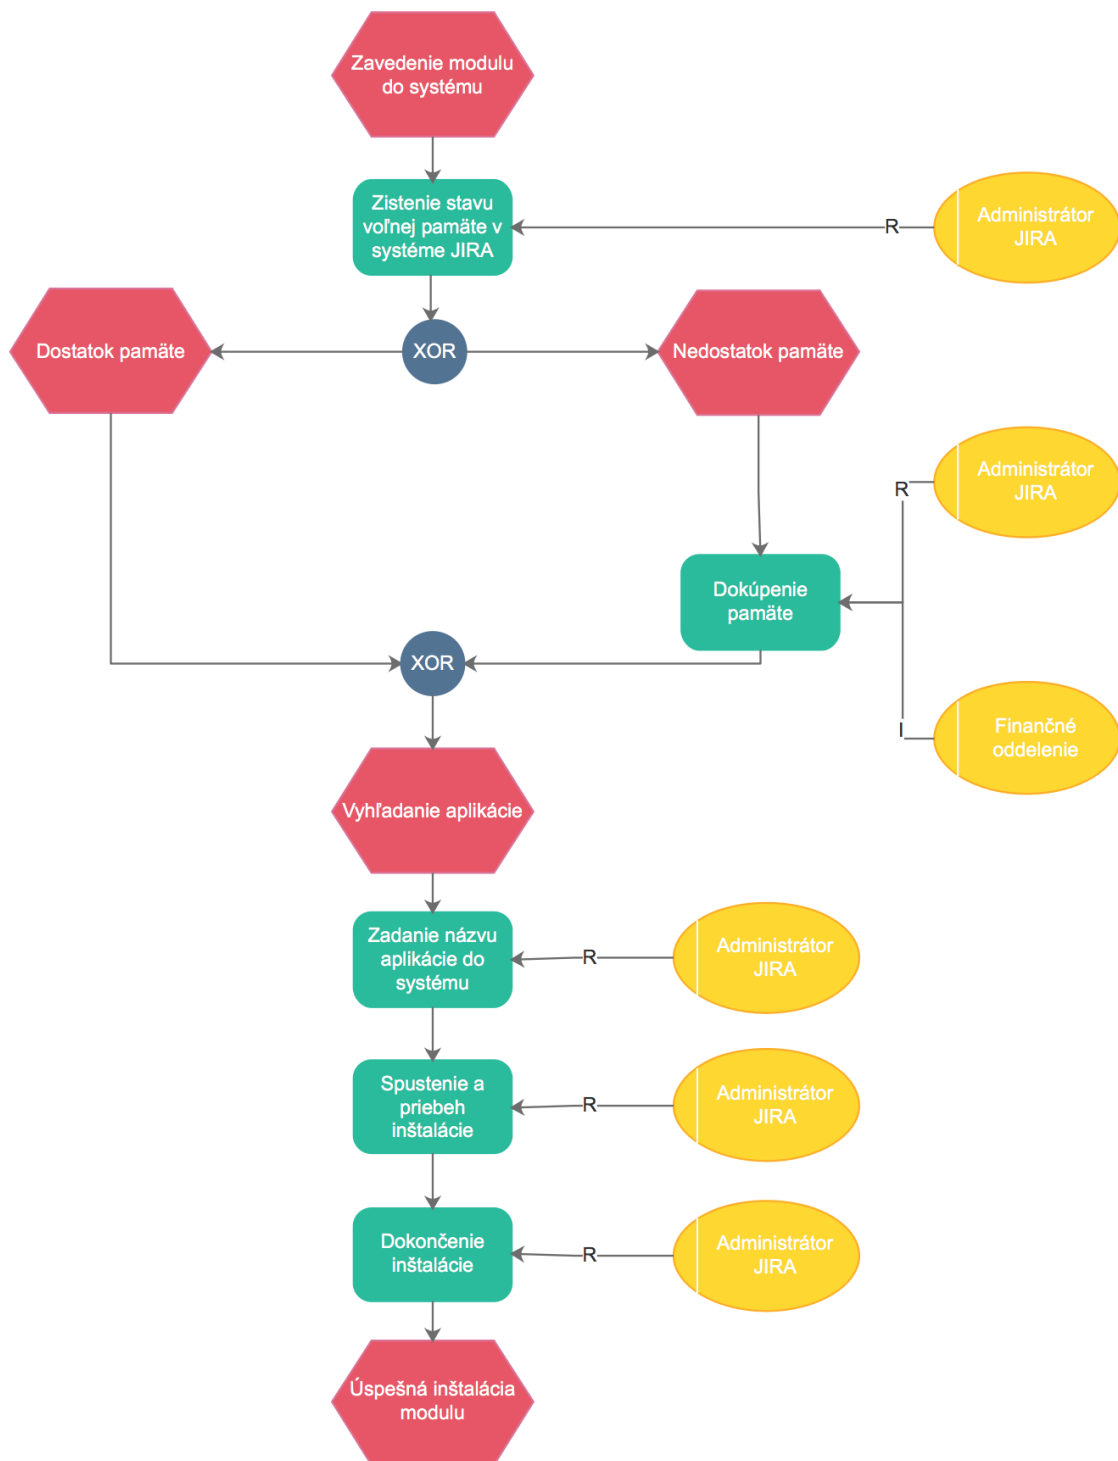 Zavedenie modulu
do systému
Zistenie stavu
voľnej pamäte v
systéme JIRA
R
Administrátor
JIRA
Dostatok pamäte
XOR
Nedostatok pamäte
Administrátor
JIRA
R
Dokúpenie
pamäte
XOR
I
Finančné
oddelenie
Vyhľadanie aplikácie
Zadanie názvu
aplikácie do
systému
R
Administrátor
JIRA
Spustenie a
priebeh
inštalácie
R
Administrátor
JIRA
Dokončenie
inštalácie
R
Administrátor
JIRA
Úspešná inštalácia
modulu